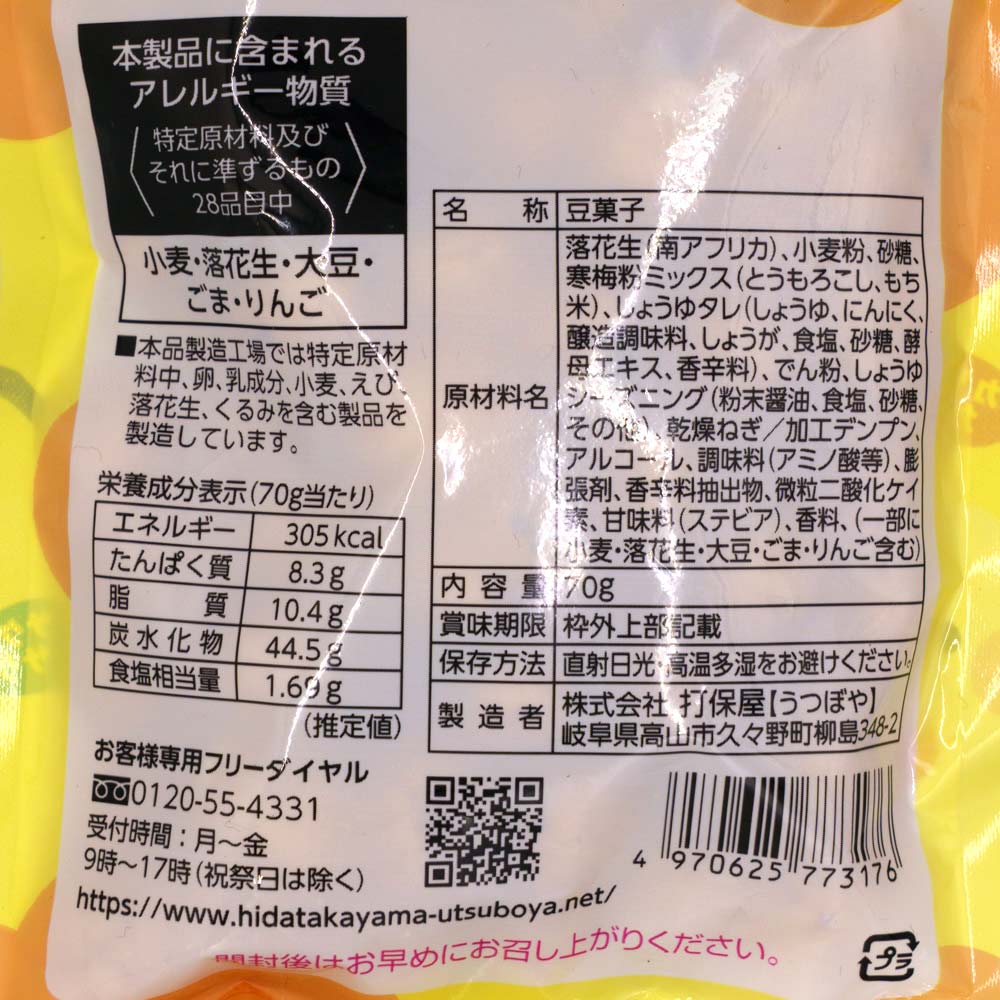 本製品に含まれる
アレルギー物質
特定原材料及び
それに準ずるもの
28品目中
小麦・落花生・大豆・
ごま・りんご
■本品製造工場では特定原材
料中、卵、乳成分、小麦、えび
落花生、くるみを含む製品を
製造しています。
栄養成分表示(70g当たり)
エネルギー 305kcal
たんぱく質 8.3g
脂質 10.4g
炭水化物 44.5g
食塩相当量 1.69g
(推定値)
お客様専用フリーダイヤル
0120-55-4331
受付時間:月~金
9時~17時(祝祭日は除く)
https://www.hidatakayama-utsuboya.net/
名称 豆菓子
原材料名
落花生(南アフリカ)、小麦粉、砂糖、
寒梅粉ミックス(とうもろこし、もち
米)、しょうゆタレ(しょうゆ、にんにく、
醸造調味料、しょうが、食塩、砂糖、酵
母エキス、香辛料)、でん粉、しょうゆ
シーズニング(粉末醤油、食塩、砂糖、
その他)、乾燥ねぎ/加工デンプン、
アルコール、調味料(アミノ酸等)、膨
張剤、香辛料抽出物、微粒二酸化ケイ
素、甘味料(ステビア)、香料、(一部に
小麦・落花生・大豆・ごま・りんご含む)
内容量 70g
賞味期限 枠外上部記載
保存方法 直射日光・高温多湿をお避けください。
製造者 株式会社 打保屋【うつぼや】
岐阜県高山市久々野町柳島348-2
4 970625 773176
開封後はお早めにお召し上がりください。
プラ